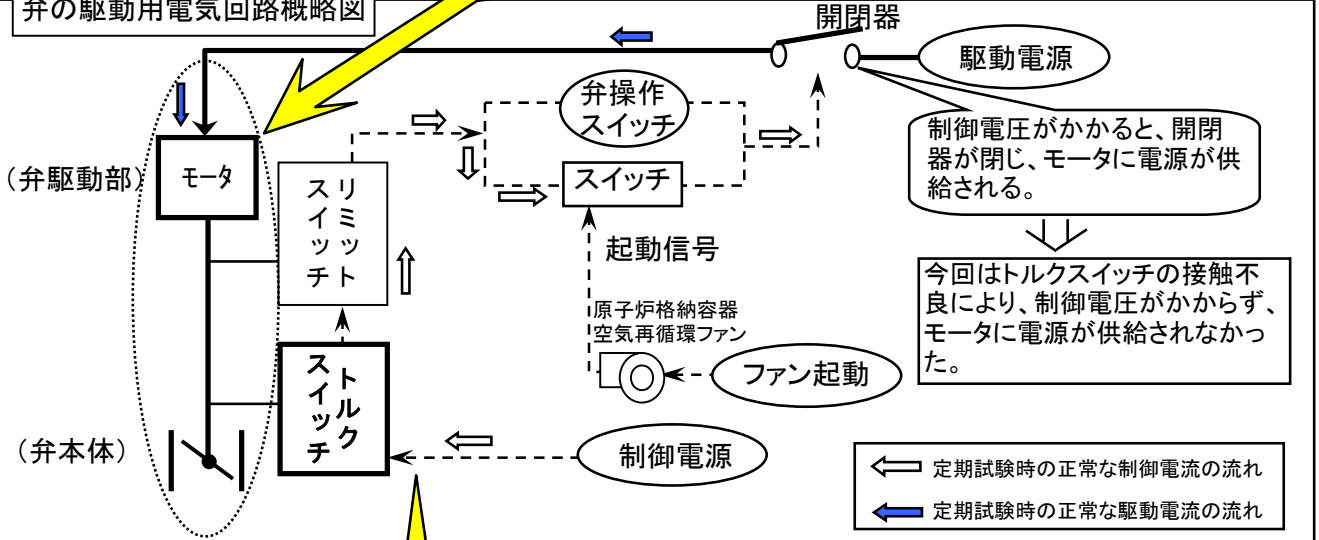 弁の駆動用電気回路概略図
開閉器
駆動電源
弁操作
スイッチ
制御電圧がかかると、開閉
器が閉じ、モータに電源が供
給される。
(弁駆動部)
モータ
リミット
スイッチ
スイッチ
起動信号
今回はトルクスイッチの接触不
良により、制御電圧がかからず、
モータに電源が供給されなかっ
た。
原子炉格納容器
空気再循環ファン
ファン起動
トルク
スイッチ
(弁本体)
制御電源
定期試験時の正常な制御電流の流れ
定期試験時の正常な駆動電流の流れ